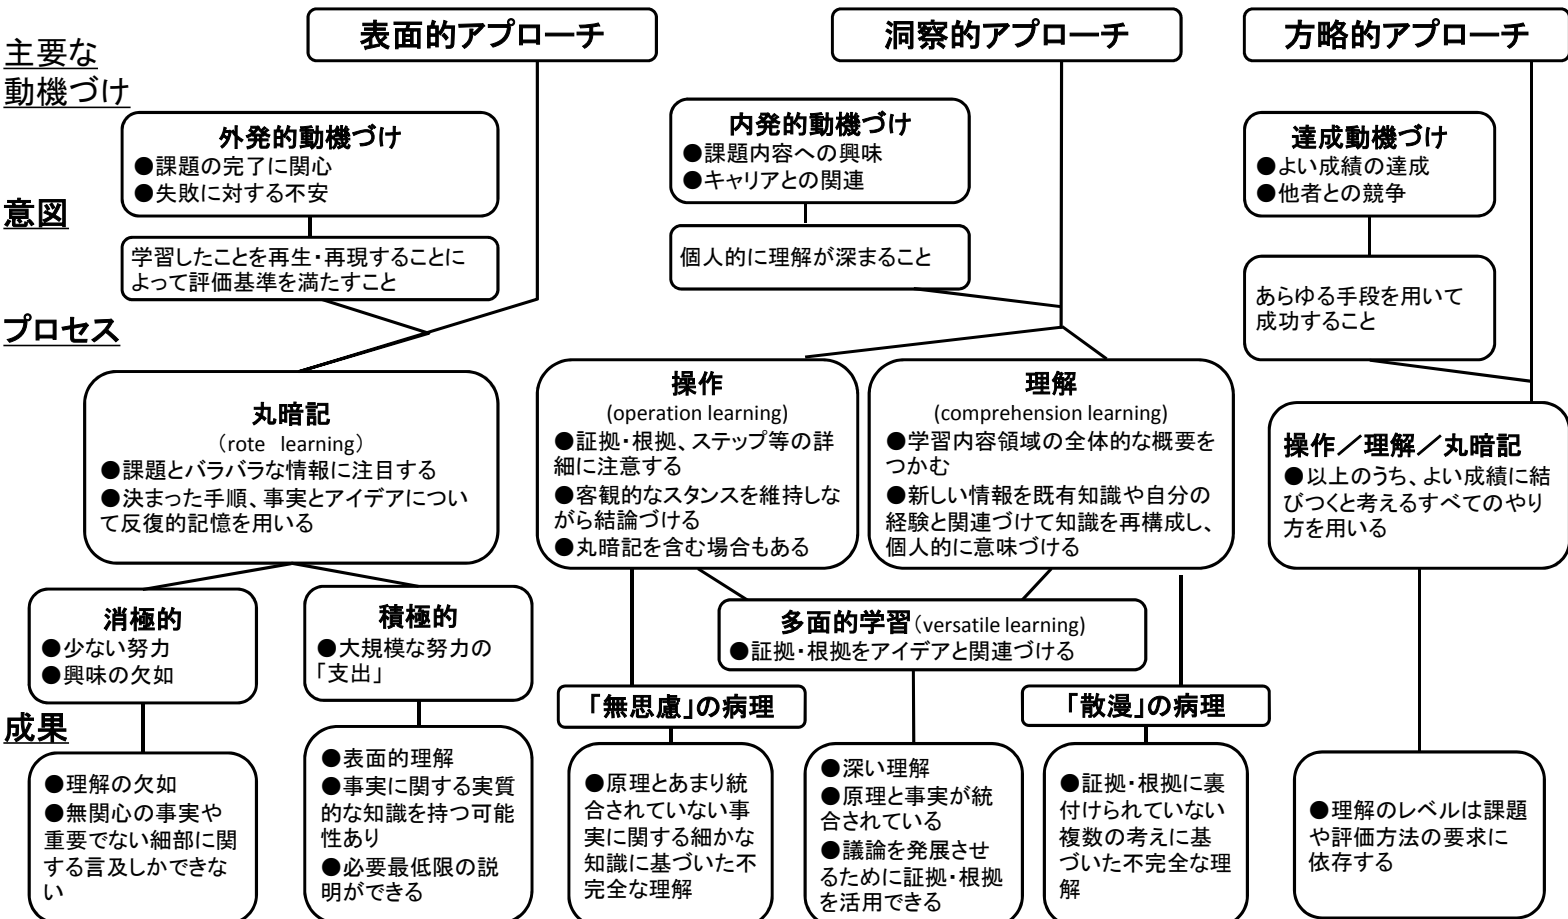 表面的アプローチ
洞察的アプローチ
方略的アプローチ
主要な
動機づけ
外発的動機づけ
●課題の完了に関心
●失敗に対する不安
内発的動機づけ
●課題内容への興味
●キャリアとの関連
達成動機づけ
●よい成績の達成
●他者との競争
意図
学習したことを再生・再現することに
よって評価基準を満たすこと
個人的に理解が深まること
あらゆる手段を用いて
成功すること
プロセス
丸暗記
（rote learning）
●課題とバラバラな情報に注目する
●決まった手順、事実とアイデアについ
て反復的記憶を用いる
操作
(operation learning)
●証拠・根拠、ステップ等の詳
細に注意する
●客観的なスタンスを維持しな
がら結論づける
●丸暗記を含む場合もある
理解
(comprehension learning)
●学習内容領域の全体的な概要を
つかむ
●新しい情報を既有知識や自分の
経験と関連づけて知識を再構成し、
個人的に意味づける
操作／理解／丸暗記
●以上のうち、よい成績に結
びつくと考えるすべてのやり
方を用いる
消極的
●少ない努力
●興味の欠如
積極的
●大規模な努力の
「支出」
多面的学習（versatile learning)
●証拠・根拠をアイデアと関連づける
「無思慮」の病理
「散漫」の病理
成果
●理解の欠如
●無関心の事実や
重要でない細部に関
する言及しかできな
い
●表面的理解
●事実に関する実質
的な知識を持つ可能
性あり
●必要最低限の説
明ができる
●原理とあまり統
合されていない事
実に関する細かな
知識に基づいた不
完全な理解
●深い理解
●原理と事実が統
合されている
●議論を発展させ
るために証拠・根拠
を活用できる
●証拠・根拠に裏
付けられていない
複数の考えに基
づいた不完全な理
解
●理解のレベルは課題
や評価方法の要求に
依存する